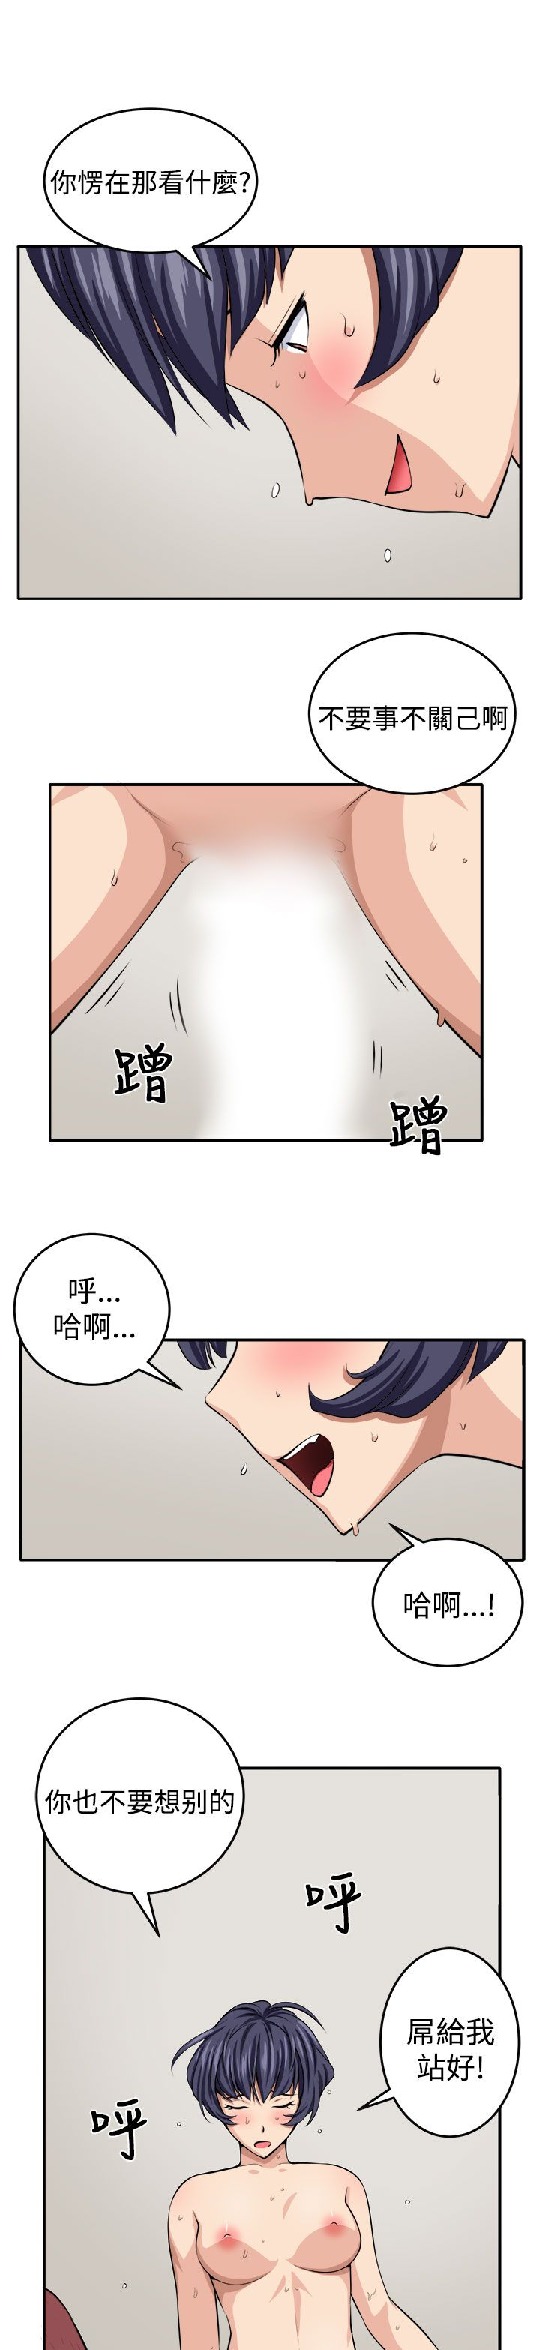 你愣在那看什麼?
不要事不關己啊
蹭
蹭
呼...
哈啊...
哈啊...!
你也不要想別的
呼
屌給我
站好!
呼